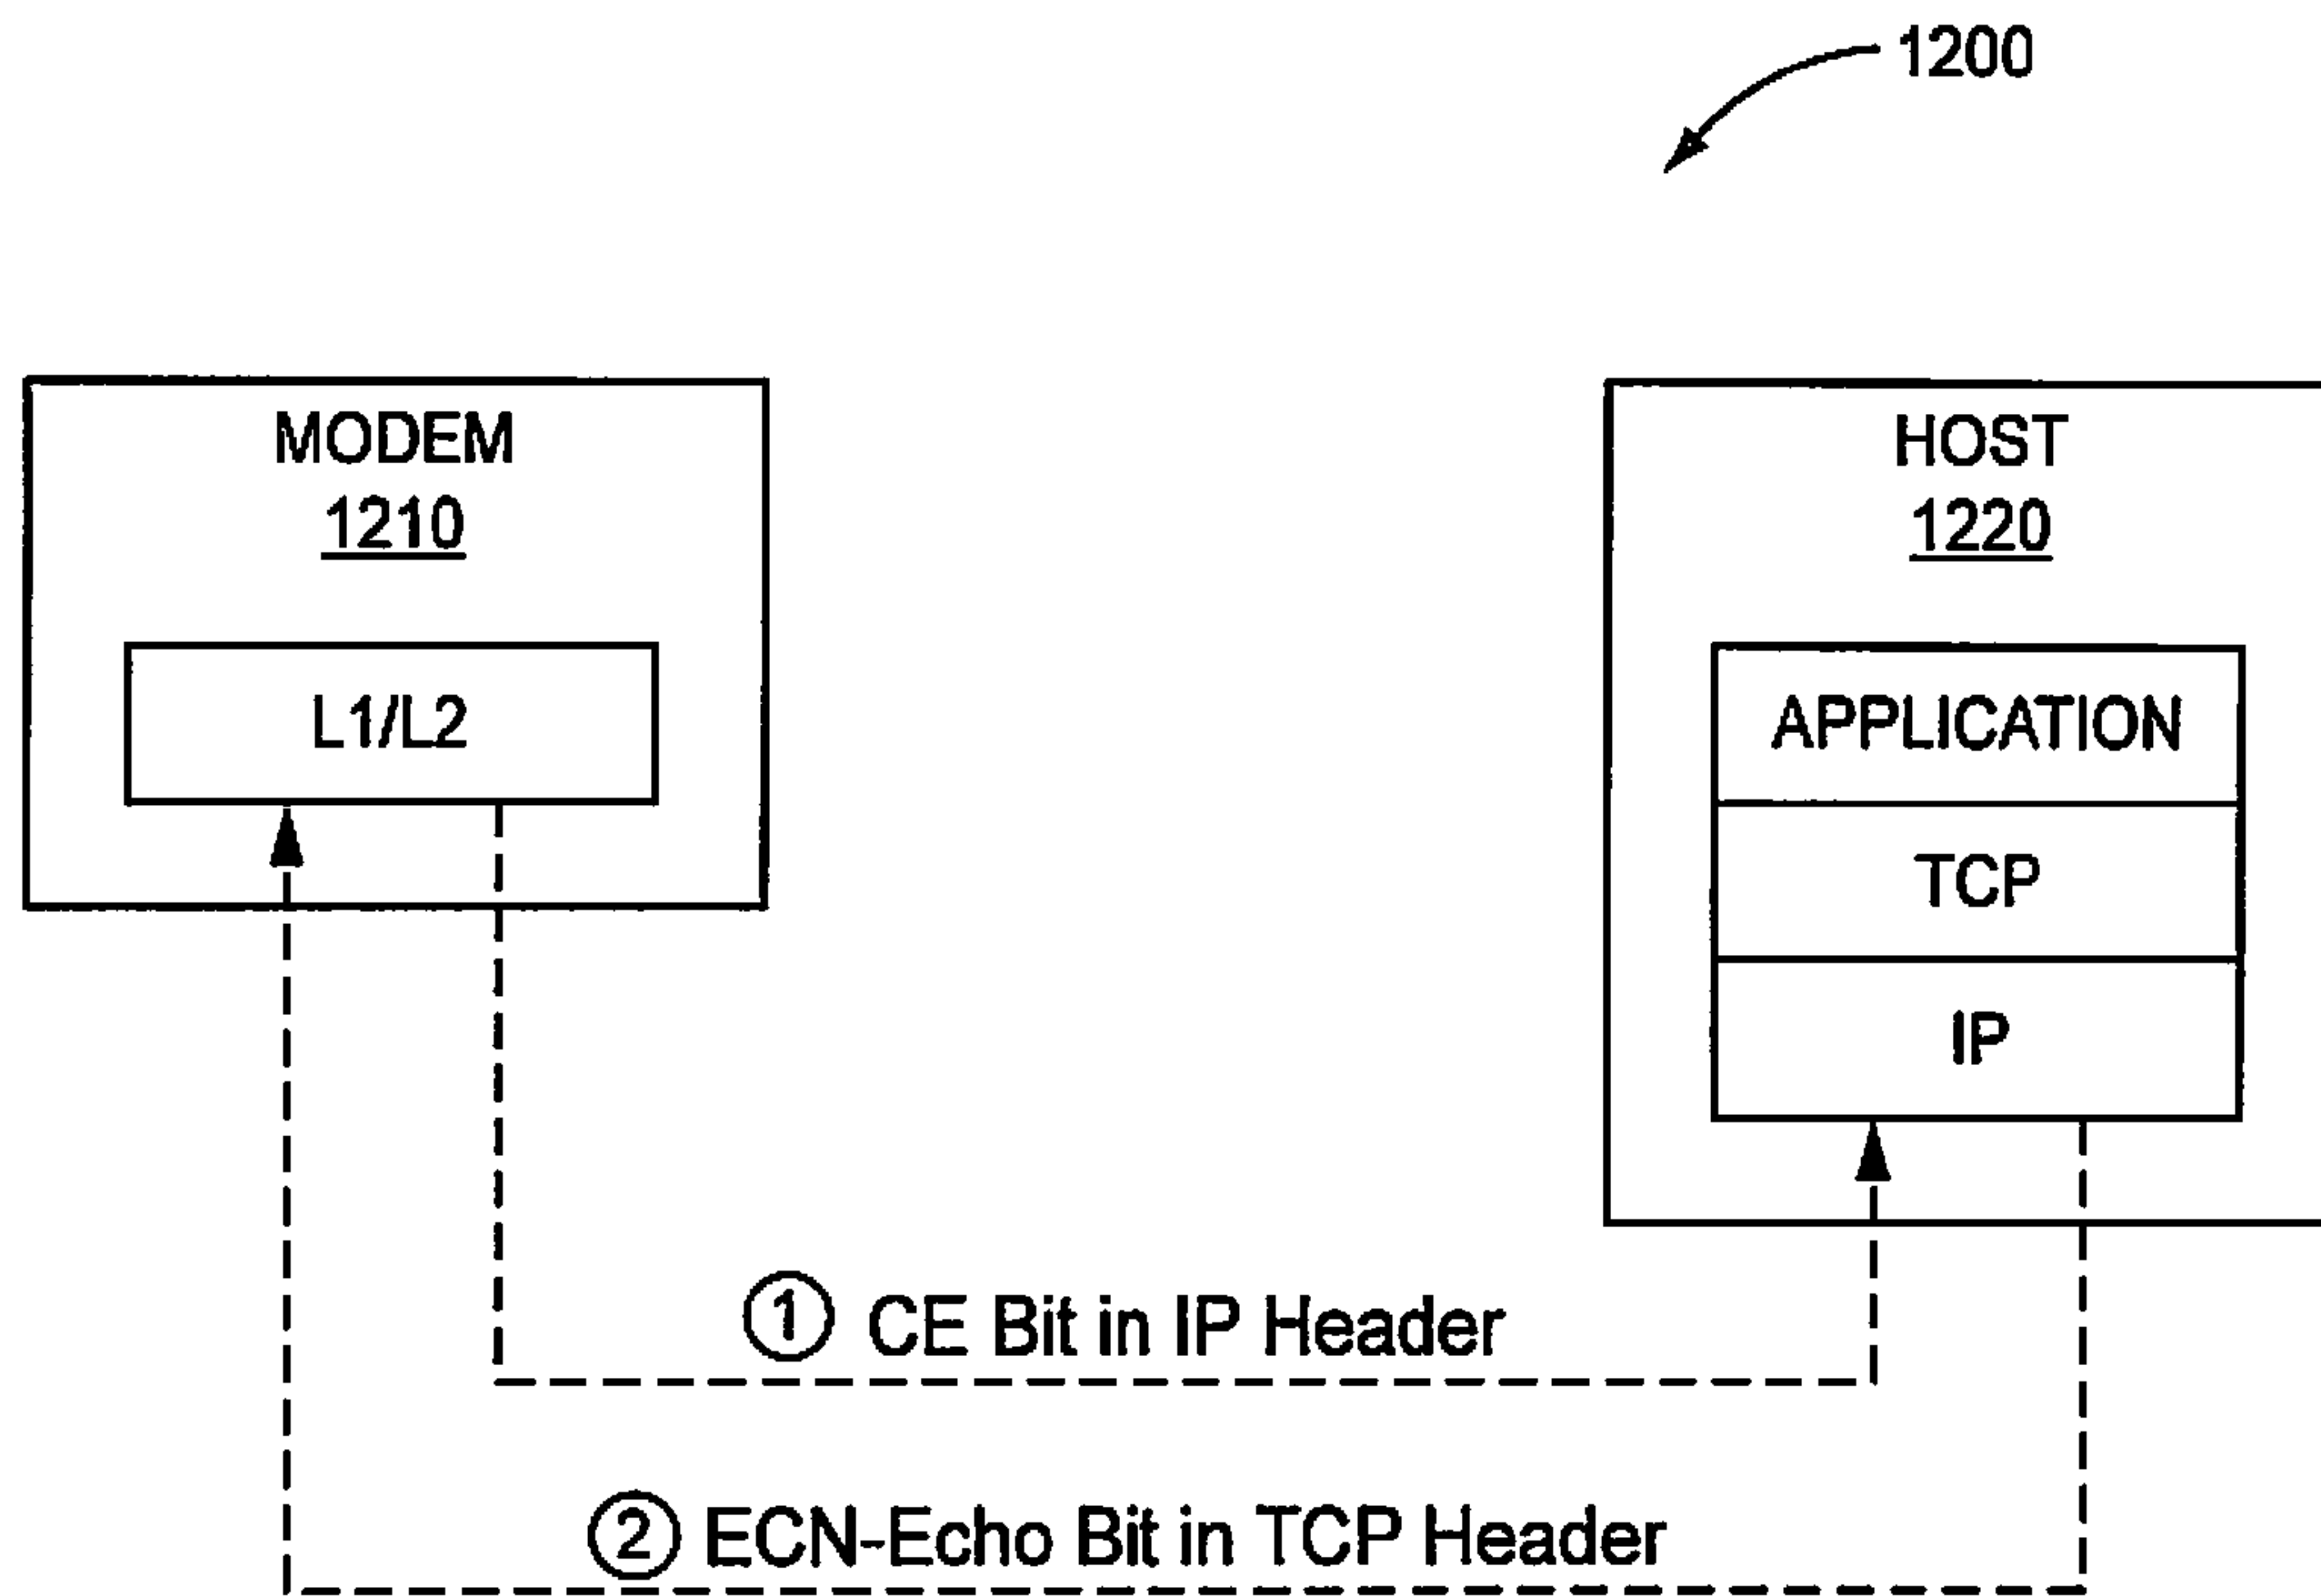 1200
MODEM
1210
L1/L2
HOST
1220
APPLICATION
TCP
IP
① CE Bit in IP Header
② ECN-Echo Bit in TCP Header